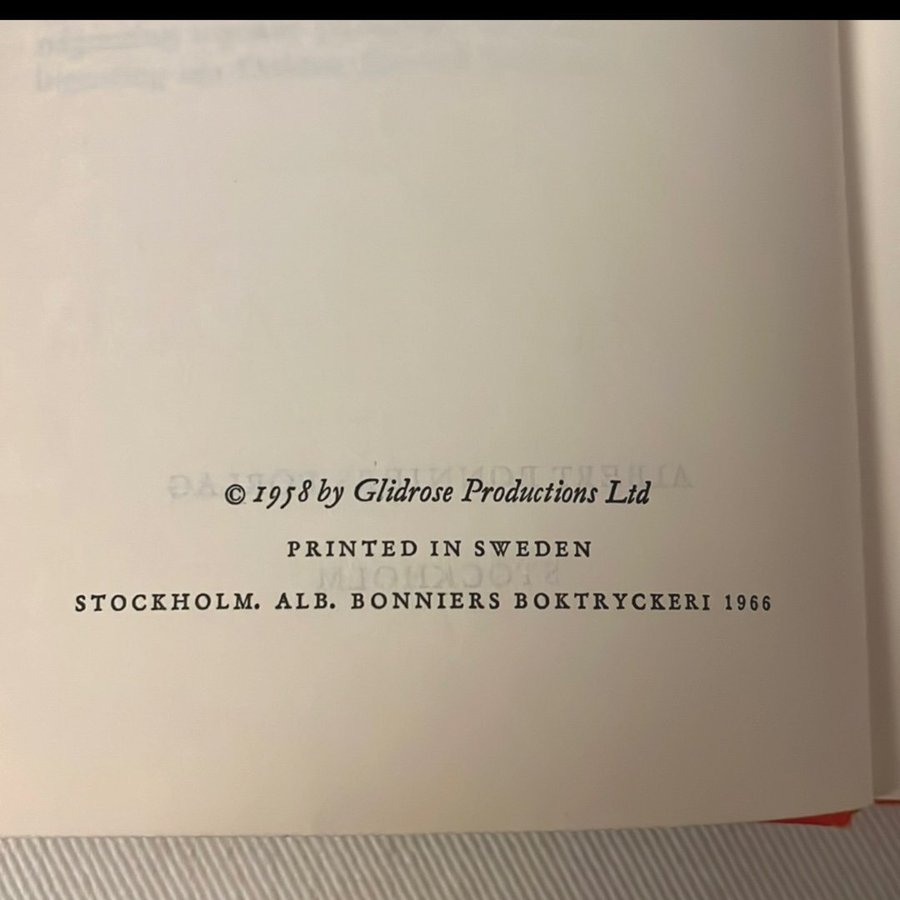 © 1958 by Glidrose Productions Ltd
PRINTED IN SWEDEN
STOCKHOLM. ALB. BONNIERS BOKTRYCKERI 1966